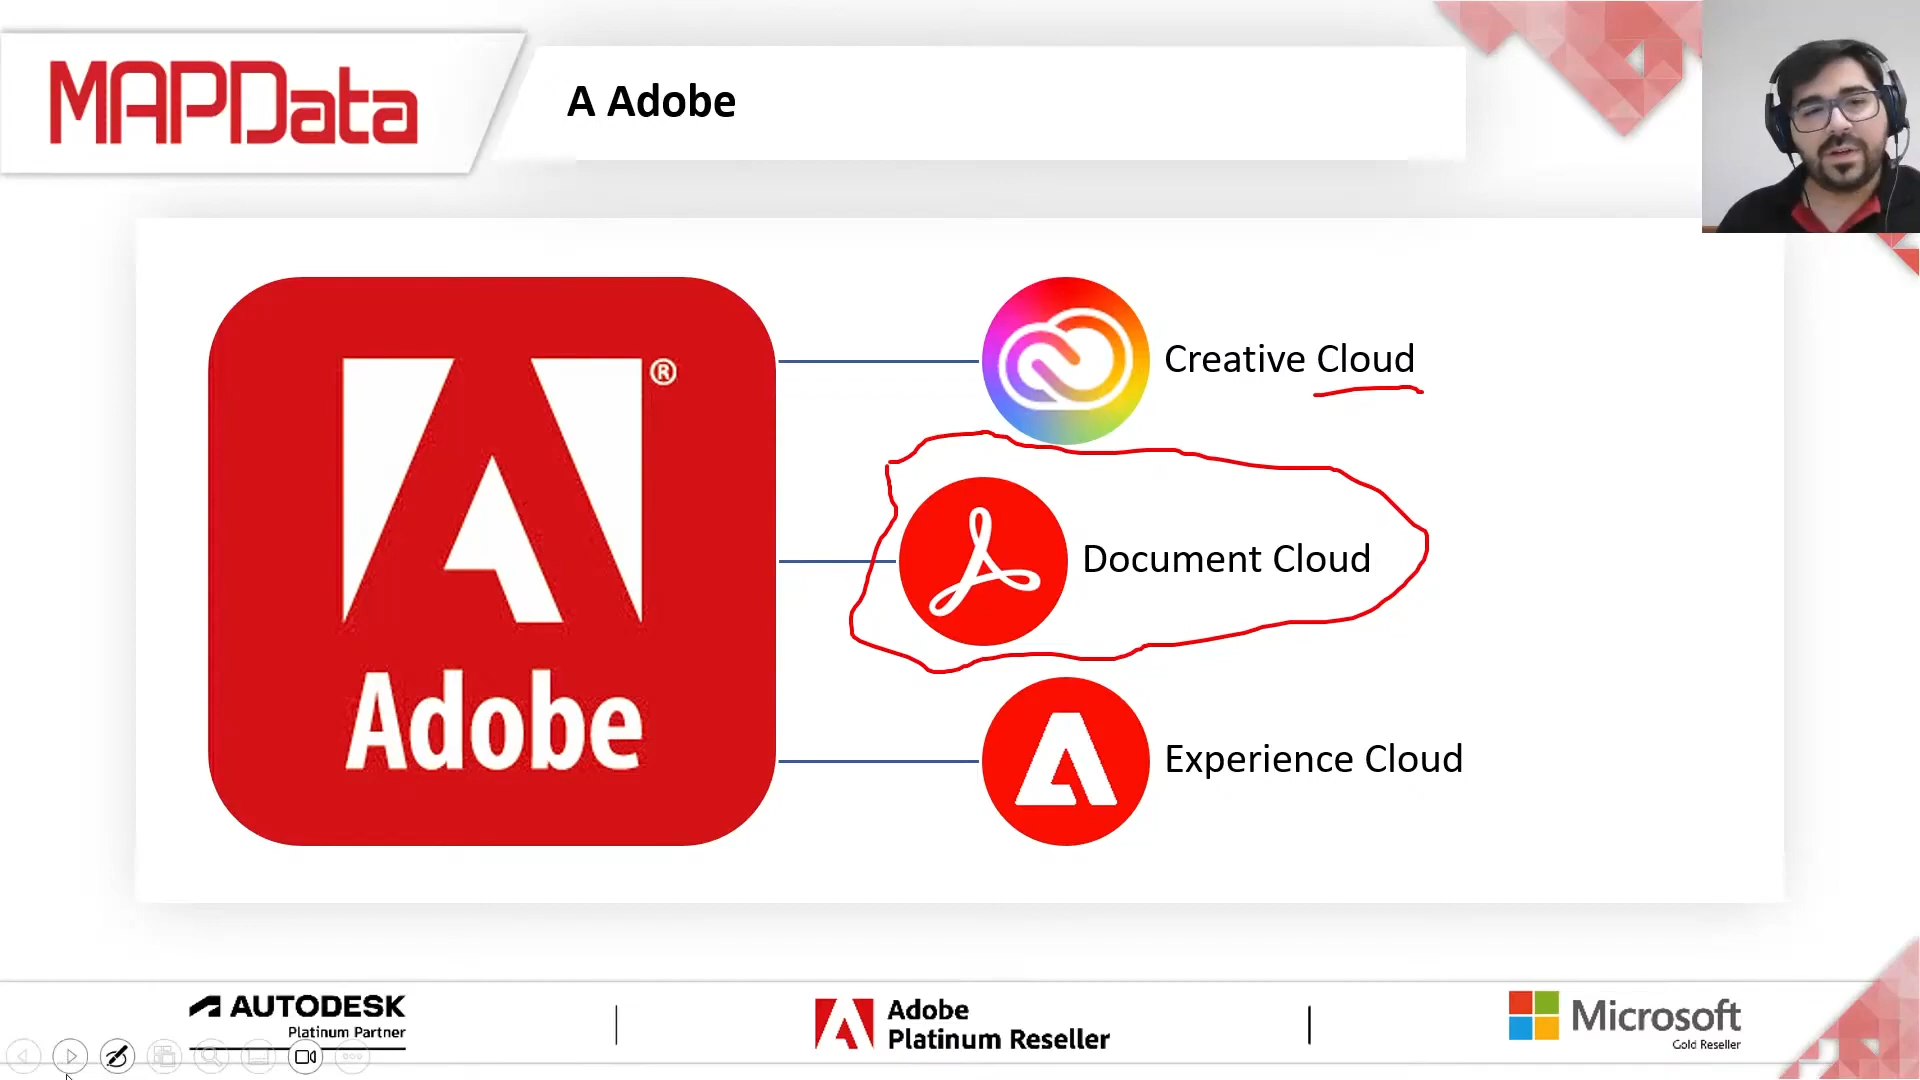 MAPData
A Adobe
®
Adobe
Creative Cloud
Document Cloud
Experience Cloud
AUTODESK
Platinum Partner
Adobe
Platinum Reseller
Microsoft
Gold Reseller